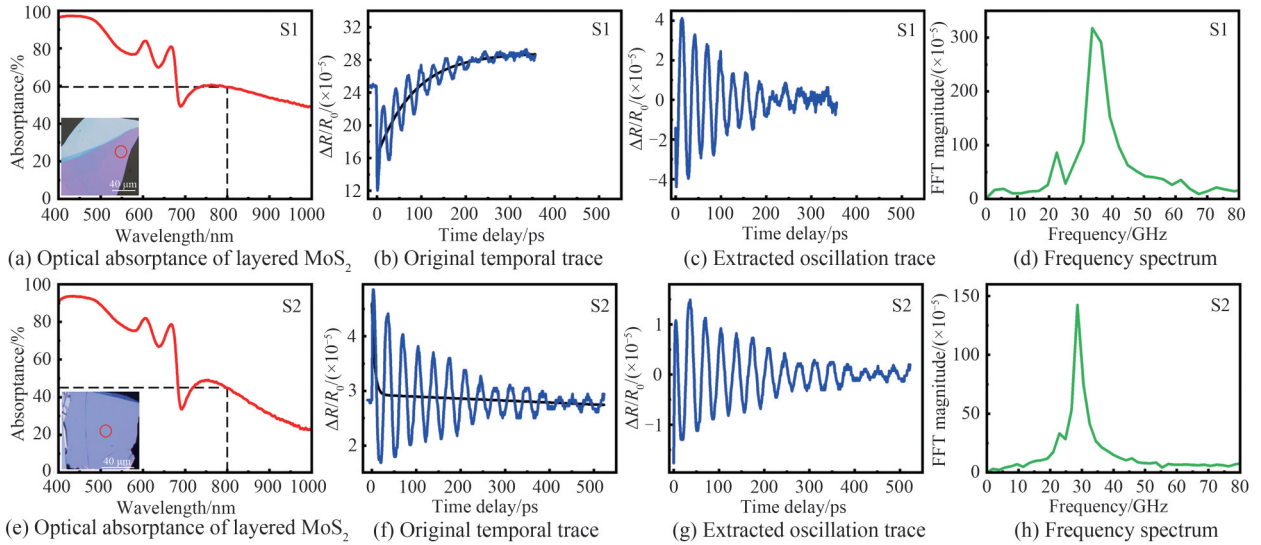 100
80
60
40
20
0
Absorptance/%
S1
40 μm
400 500 600 700 800 900 1000
Wavelength/nm
(a) Optical absorptance of layered MoS₂
32
28
24
20
16
12
ΔR/R₀/(×10⁻⁵)
S1
0 100 200 300 400 500
Time delay/ps
(b) Original temporal trace
4
2
0
−2
−4
ΔR/R₀/(×10⁻⁵)
S1
0 100 200 300 400 500
Time delay/ps
(c) Extracted oscillation trace
300
200
100
0
FFT magnitude/(×10⁻⁵)
S1
0 10 20 30 40 50 60 70 80
Frequency/GHz
(d) Frequency spectrum
100
80
60
40
20
0
Absorptance/%
S2
40 μm
400 500 600 700 800 900 1000
Wavelength/nm
(e) Optical absorptance of layered MoS₂
4
3
2
ΔR/R₀/(×10⁻⁵)
S2
0 100 200 300 400 500
Time delay/ps
(f) Original temporal trace
1
0
−1
ΔR/R₀/(×10⁻⁵)
S2
0 100 200 300 400 500
Time delay/ps
(g) Extracted oscillation trace
150
100
50
0
FFT magnitude/(×10⁻⁵)
S2
0 10 20 30 40 50 60 70 80
Frequency/GHz
(h) Frequency spectrum